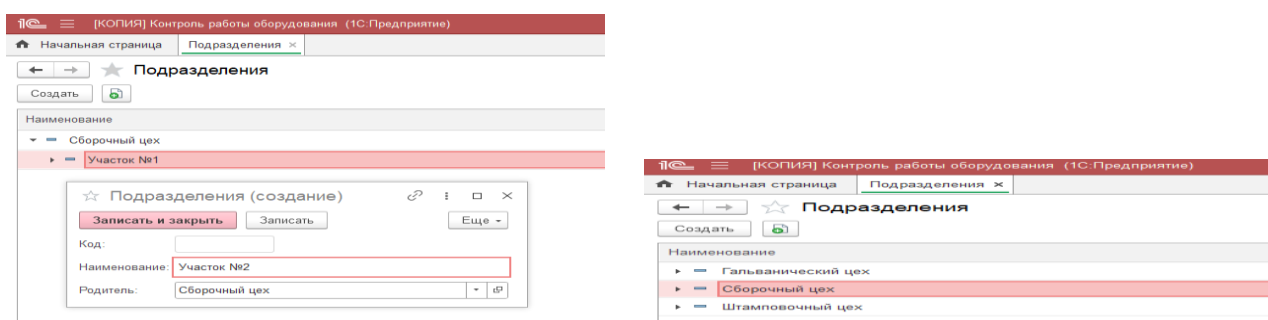 1С [КОПИЯ] Контроль работы оборудования (1С:Предприятие)
Начальная страница Подразделения ×
Подразделения
Создать
Наименование
Сборочный цех
Участок №1
Подразделения (создание)
Записать и закрыть Записать Еще
Код:
Наименование: Участок №2
Родитель: Сборочный цех
1С [КОПИЯ] Контроль работы оборудования (1С:Предприятие)
Начальная страница Подразделения ×
Подразделения
Создать
Наименование
Гальванический цех
Сборочный цех
Штамповочный цех